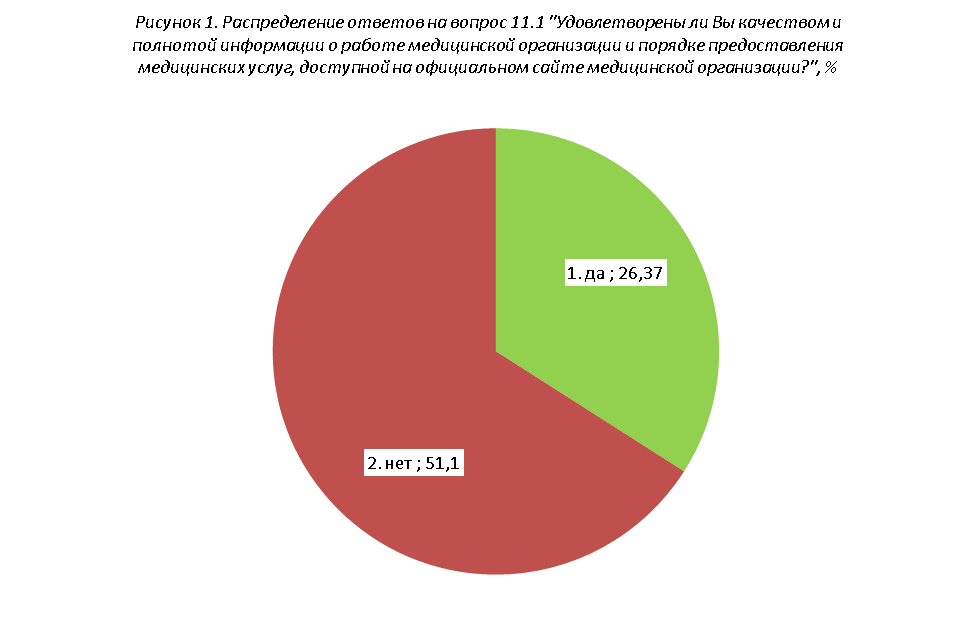 Рисунок 1. Распределение ответов на вопрос 11.1 "Удовлетворены ли Вы качеством и
полнотой информации о работе медицинской организации и порядке предоставления
медицинских услуг, доступной на официальном сайте медицинской организации?", %
1. да ; 26,37
2. нет ; 51,1